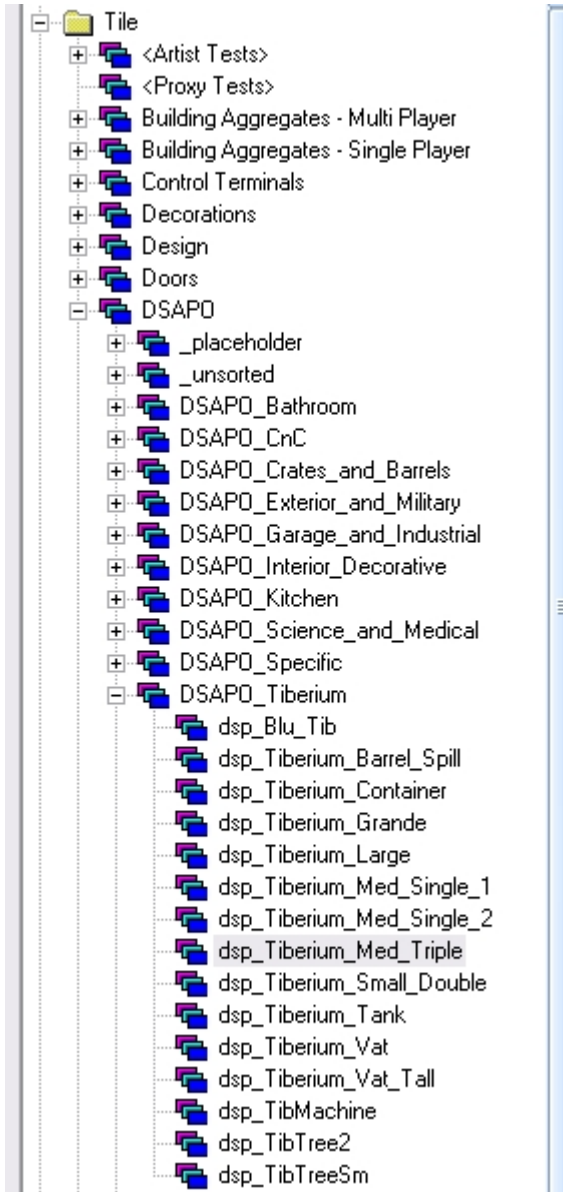 Tile
<Artist Tests>
<Proxy Tests>
Building Aggregates - Multi Player
Building Aggregates - Single Player
Control Terminals
Decorations
Design
Doors
DSAPO
_placeholder
_unsorted
DSAPO_Bathroom
DSAPO_CnC
DSAPO_Crates_and_Barrels
DSAPO_Exterior_and_Military
DSAPO_Garage_and_Industrial
DSAPO_Interior_Decorative
DSAPO_Kitchen
DSAPO_Science_and_Medical
DSAPO_Specific
DSAPO_Tiberium
dsp_Blu_Tib
dsp_Tiberium_Barrel_Spill
dsp_Tiberium_Container
dsp_Tiberium_Grande
dsp_Tiberium_Large
dsp_Tiberium_Med_Single_1
dsp_Tiberium_Med_Single_2
dsp_Tiberium_Med_Triple
dsp_Tiberium_Small_Double
dsp_Tiberium_Tank
dsp_Tiberium_Vat
dsp_Tiberium_Vat_Tall
dsp_TibMachine
dsp_TibTree2
dsp_TibTreeSm